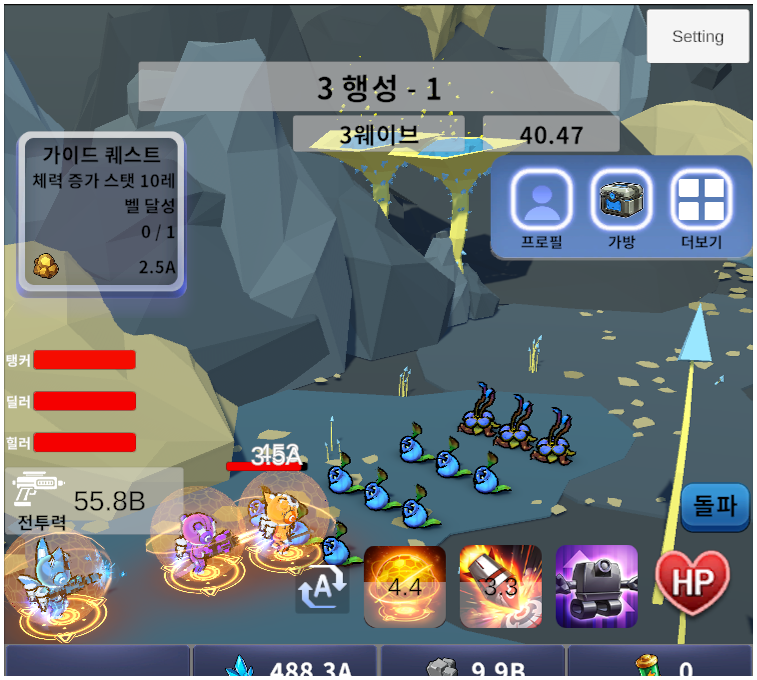 Setting
3 행성 - 1
3웨이브
40.47
가이드 퀘스트
체력 증가 스탯 10레
벨 달성
0 / 1
2.5A
프로필
가방
더보기
탱커
딜러
힐러
55.8B
전투력
돌파
A
4.4
3.3
HP
488.3A
9.9B
0